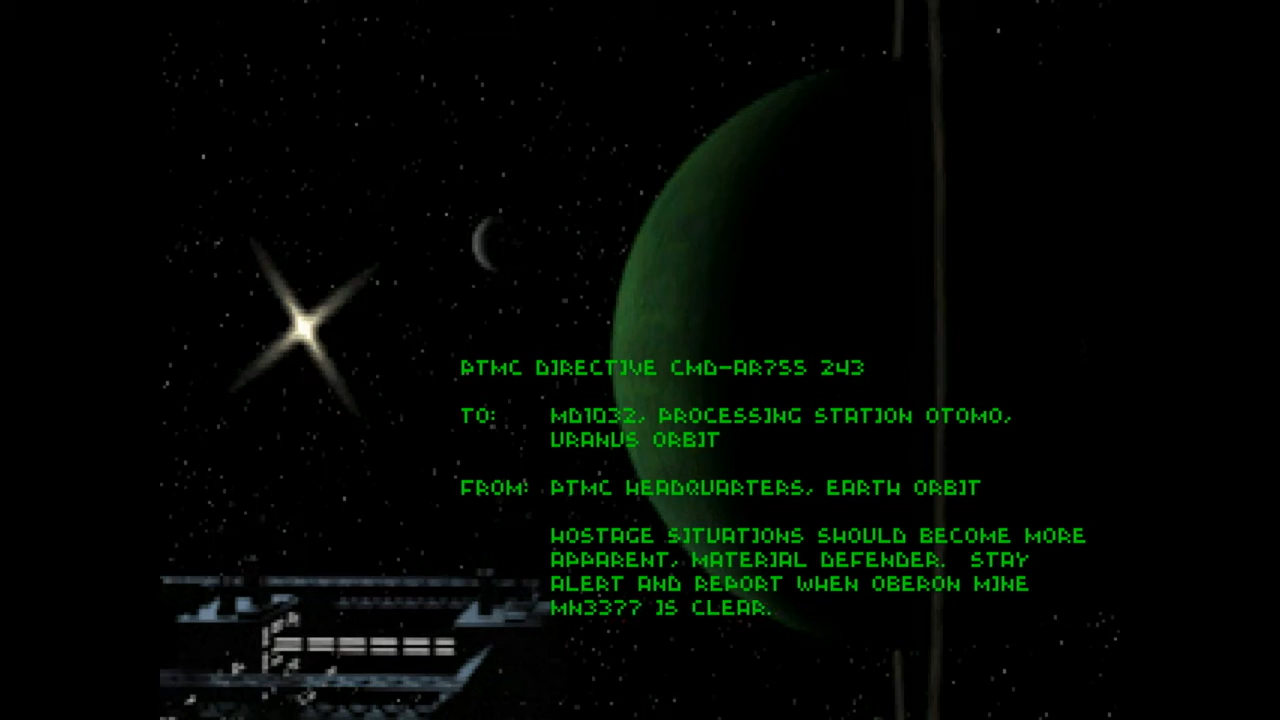 PTMC DIRECTIVE CMD-AR7SS 243
TO: MD1032, PROCESSING STATION OTOMO,
URANUS ORBIT
FROM: PTMC HEADQUARTERS, EARTH ORBIT
HOSTAGE SITUATIONS SHOULD BECOME MORE
APPARENT, MATERIAL DEFENDER. STAY
ALERT AND REPORT WHEN OBERON MINE
MN3377 IS CLEAR.